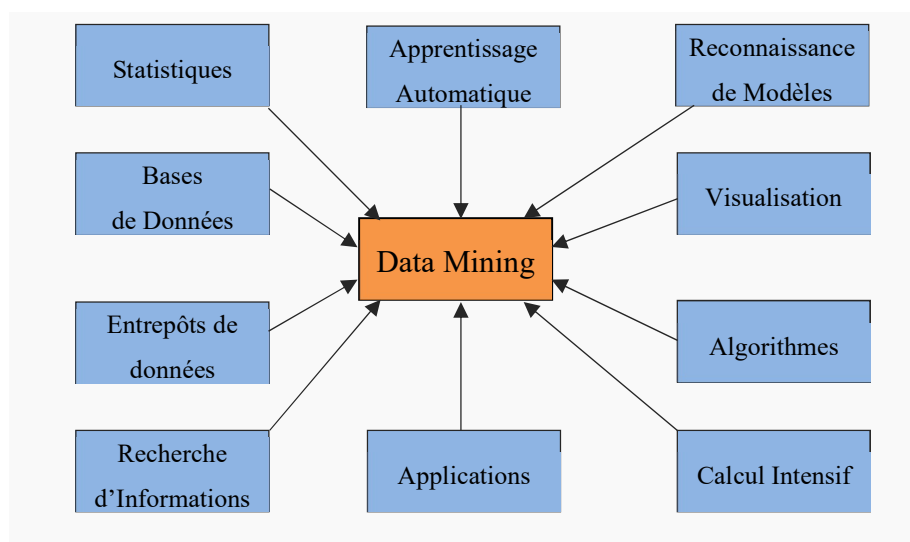 Statistiques
Apprentissage
Automatique
Reconnaissance
de Modèles
Bases
de Données
Visualisation
Data Mining
Entrepôts de
données
Algorithmes
Recherche
d’Informations
Applications
Calcul Intensif